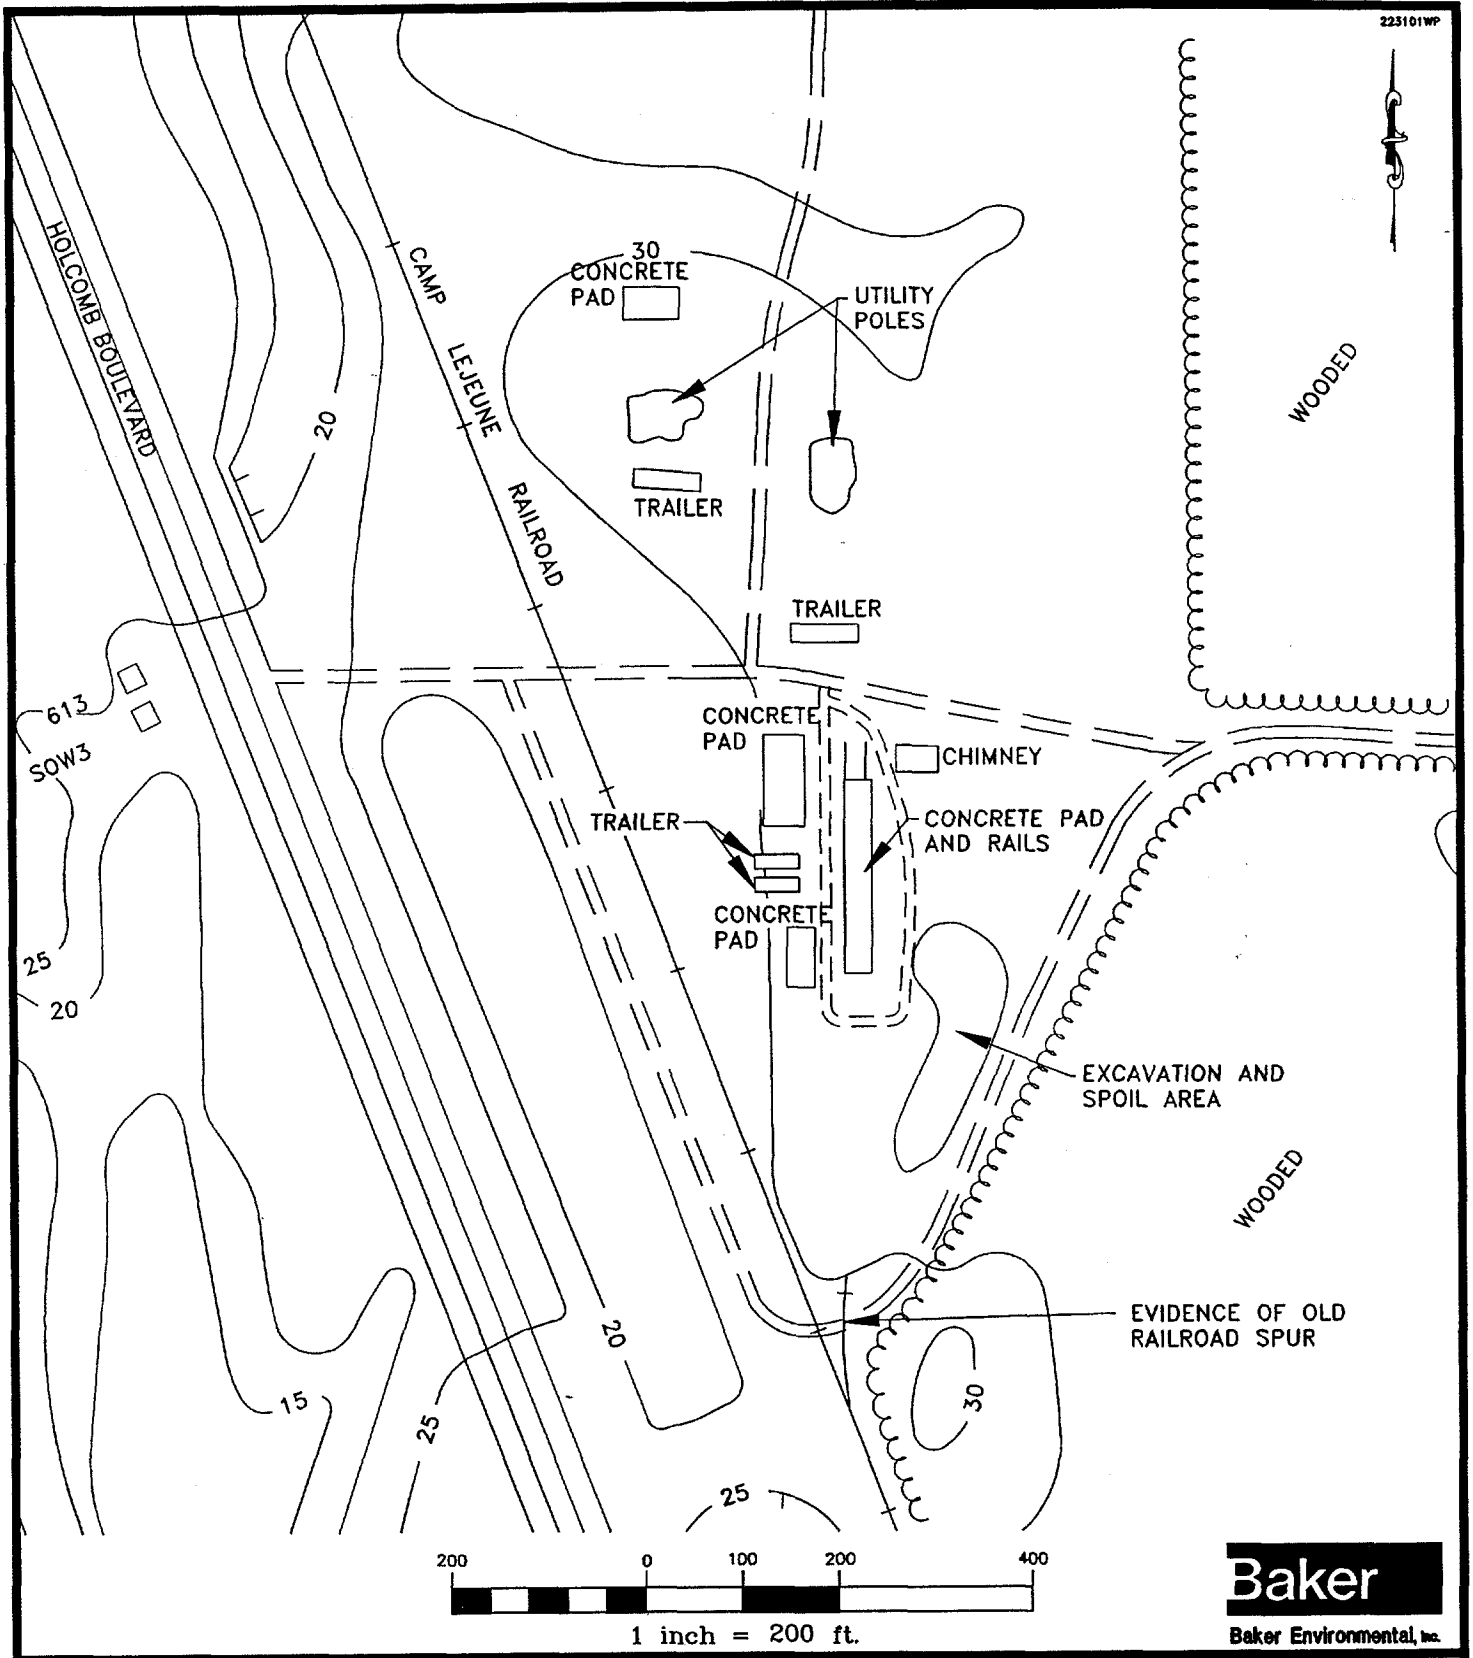 223101WP
HOLCOMB BOULEVARD
CAMP LEJEUNE RAILROAD
30
CONCRETE
PAD
UTILITY
POLES
WOODED
20
TRAILER
TRAILER
613
SOW3
CONCRETE
PAD
CHIMNEY
TRAILER
CONCRETE PAD
AND RAILS
CONCRETE
PAD
25
20
EXCAVATION AND
SPOIL AREA
WOODED
EVIDENCE OF OLD
RAILROAD SPUR
20
30
15
25
25
200 0 100 200 400
1 inch = 200 ft.
Baker
Baker Environmental, Inc.